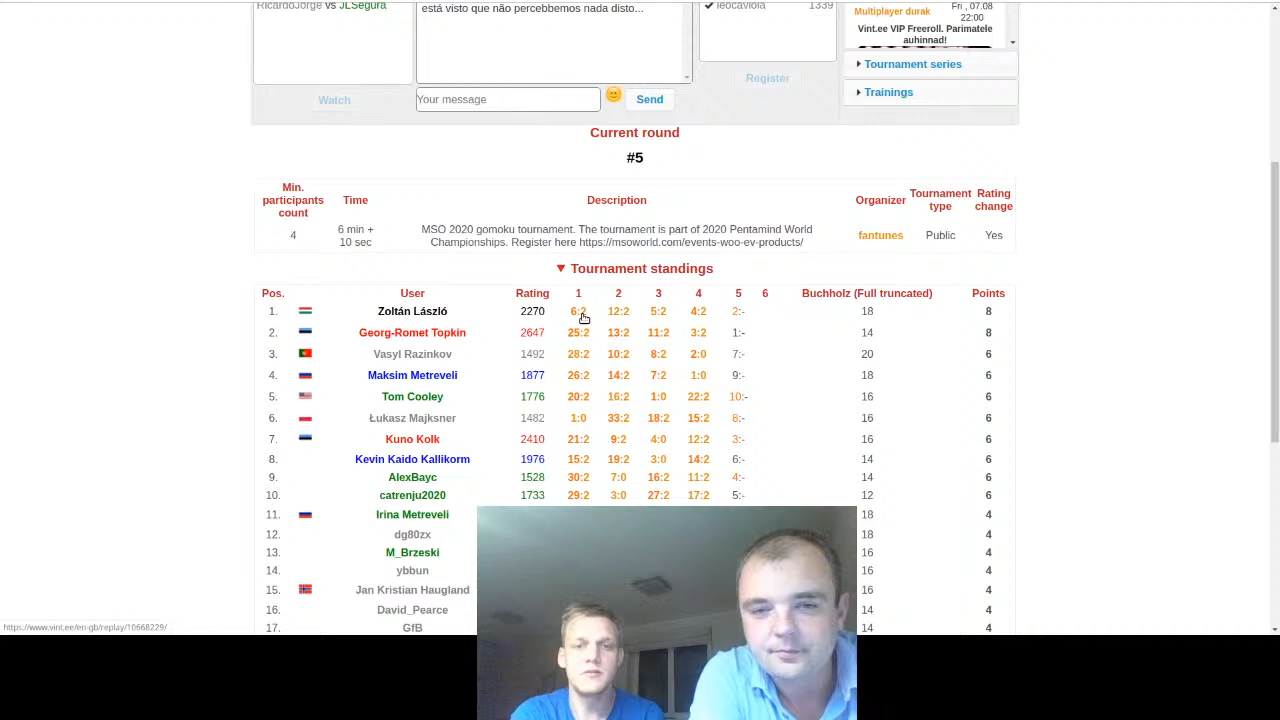 RicardoJorge vs JLSegura
está visto que não percebbemos nada disto...
leocaviola 1339
Multiplayer durak
Fri , 07.08
22:00
Vint.ee VIP Freeroll. Parimatele
auhinnad!
Tournament series
Trainings
Register
Watch
Your message
Send
Current round
#5
Min.
participants
count
Time
Description
Organizer
Tournament
type
Rating
change
4
6 min +
10 sec
MSO 2020 gomoku tournament. The tournament is part of 2020 Pentamind World
Championships. Register here https://msoworld.com/events-woo-ev-products/
fantunes
Public
Yes
Tournament standings
Pos. User Rating 1 2 3 4 5 6 Buchholz (Full truncated) Points
1. Zoltán László 2270 6:2 12:2 5:2 4:2 2:- 18 8
2. Georg-Romet Topkin 2647 25:2 13:2 11:2 3:2 1:- 14 8
3. Vasyl Razinkov 1492 28:2 10:2 8:2 2:0 7:- 20 6
4. Maksim Metreveli 1877 26:2 14:2 7:2 1:0 9:- 18 6
5. Tom Cooley 1776 20:2 16:2 1:0 22:2 10:- 16 6
6. Łukasz Majksner 1482 1:0 33:2 18:2 15:2 8:- 16 6
7. Kuno Kolk 2410 21:2 9:2 4:0 12:2 3:- 16 6
8. Kevin Kaido Kallikorm 1976 15:2 19:2 3:0 14:2 6:- 14 6
9. AlexBayc 1528 30:2 7:0 16:2 11:2 4:- 14 6
10. catrenju2020 1733 29:2 3:0 27:2 17:2 5:- 12 6
11. Irina Metreveli 18 4
12. dg80zx 18 4
13. M_Brzeski 16 4
14. ybbun 16 4
15. Jan Kristian Haugland 16 4
16. David_Pearce 14 4
17. GfB 14 4
https://www.vint.ee/en-gb/replay/10668229/